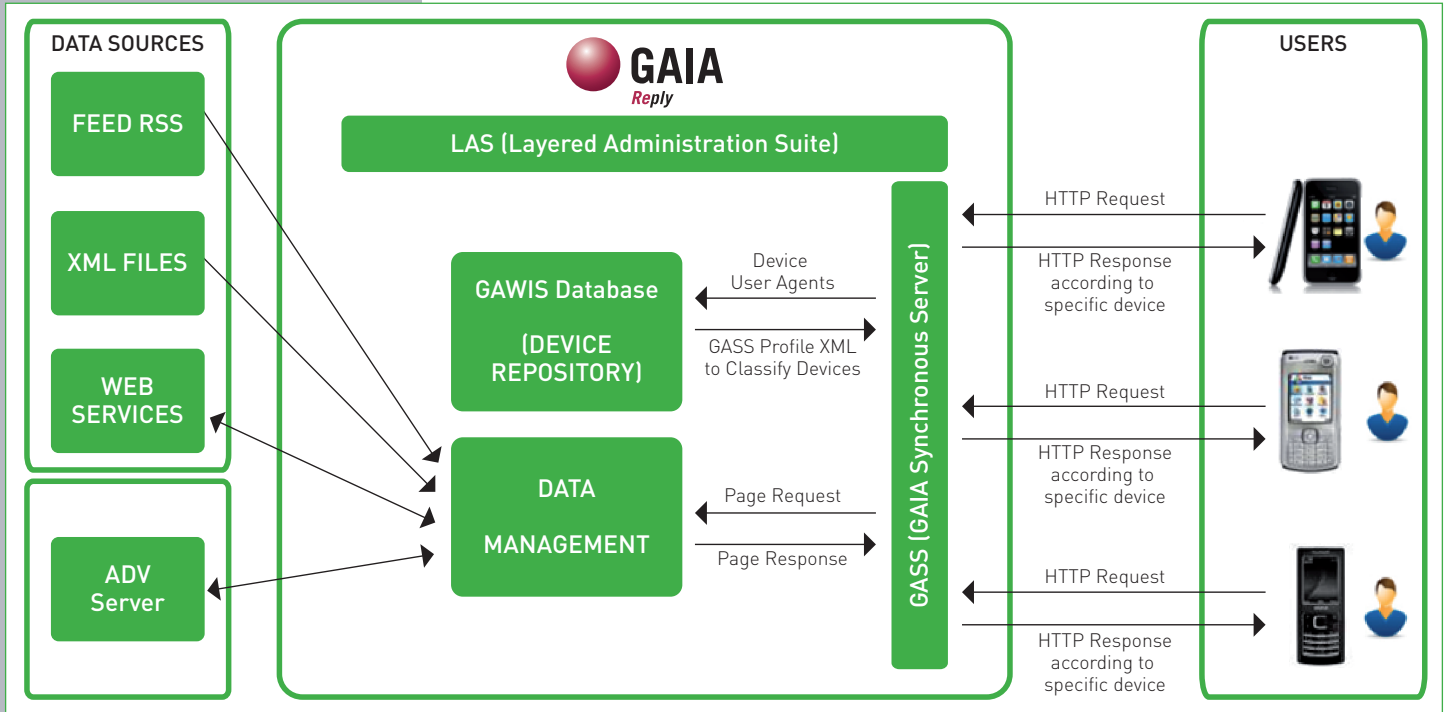 DATA SOURCES
FEED RSS
XML FILES
WEB
SERVICES
ADV
Server
GAIA
Reply
LAS (Layered Administration Suite)
GAWIS Database
(DEVICE
REPOSITORY)
Device
User Agents
GASS Profile XML
to Classify Devices
DATA
MANAGEMENT
Page Request
Page Response
GASS (GAIA Synchronous Server)
USERS
HTTP Request
HTTP Response
according to
specific device
HTTP Request
HTTP Response
according to
specific device
HTTP Request
HTTP Response
according to
specific device